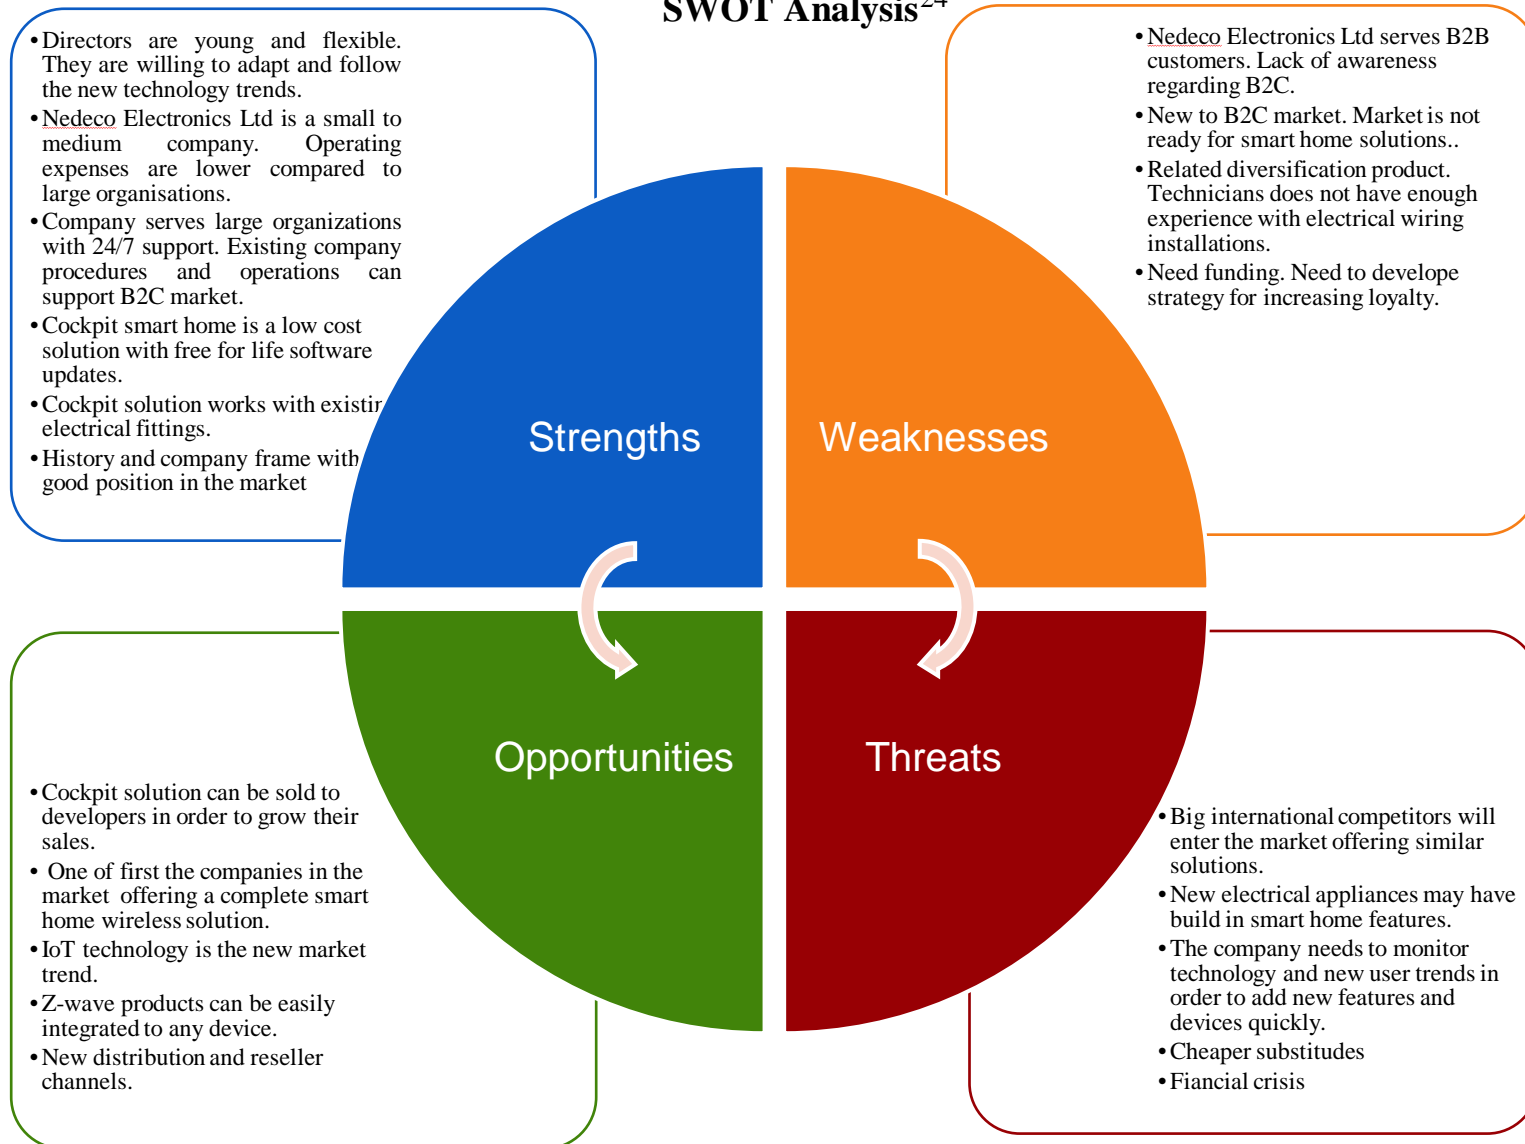 SWOT Analysis24
• Directors are young and flexible.
They are willing to adapt and follow
the new technology trends.
• Nedeco Electronics Ltd is a small to
medium company. Operating
expenses are lower compared to
large organisations.
• Company serves large organizations
with 24/7 support. Existing company
procedures and operations can
support B2C market.
• Cockpit smart home is a low cost
solution with free for life software
updates.
• Cockpit solution works with existin
electrical fittings.
• History and company frame with
good position in the market
• Nedeco Electronics Ltd serves B2B
customers. Lack of awareness
regarding B2C.
• New to B2C market. Market is not
ready for smart home solutions..
• Related diversification product.
Technicians does not have enough
experience with electrical wiring
installations.
• Need funding. Need to develope
strategy for increasing loyalty.
Strengths
Weaknesses
Opportunities
Threats
• Cockpit solution can be sold to
developers in order to grow their
sales.
• One of first the companies in the
market offering a complete smart
home wireless solution.
• IoT technology is the new market
trend.
• Z-wave products can be easily
integrated to any device.
• New distribution and reseller
channels.
• Big international competitors will
enter the market offering similar
solutions.
• New electrical appliances may have
build in smart home features.
• The company needs to monitor
technology and new user trends in
order to add new features and
devices quickly.
• Cheaper substitudes
• Fiancial crisis